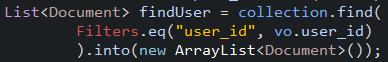 List<Document> findUser = collection.find(
Filters.eq("user_id", vo.user_id)
).into(new ArrayList<Document>());